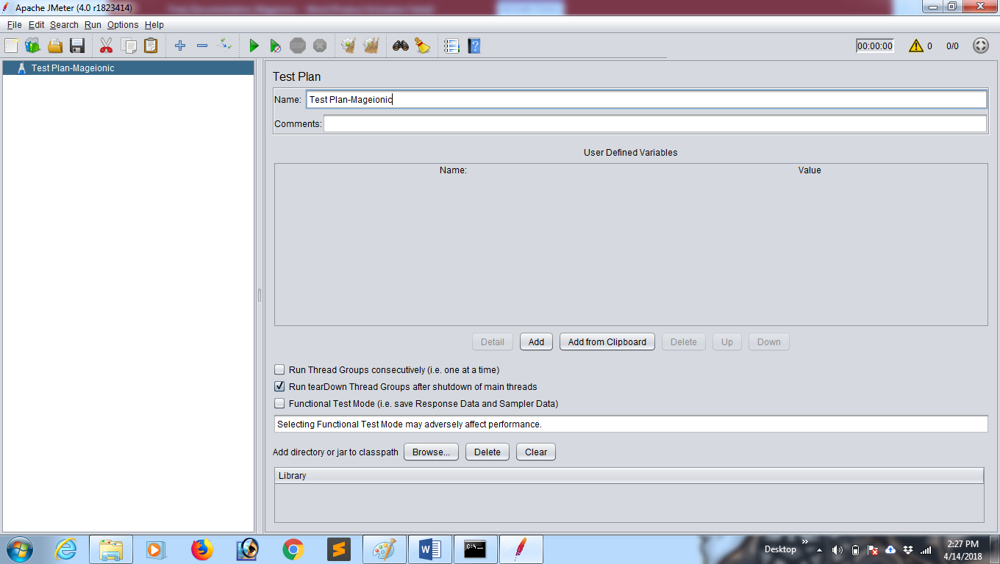 Apache JMeter (4.0 r1823414)
File Edit Search Run Options Help
STOP
00:00:00
0
0/0
Test Plan-Mageionic
Test Plan
Name: Test Plan-Mageionic
Comments:
User Defined Variables
Name: Value
Detail Add Add from Clipboard Delete Up Down
Run Thread Groups consecutively (i.e. one at a time)
Run tearDown Thread Groups after shutdown of main threads
Functional Test Mode (i.e. save Response Data and Sampler Data)
Selecting Functional Test Mode may adversely affect performance.
Add directory or jar to classpath Browse... Delete Clear
Library
Desktop
2:27 PM
4/14/2018